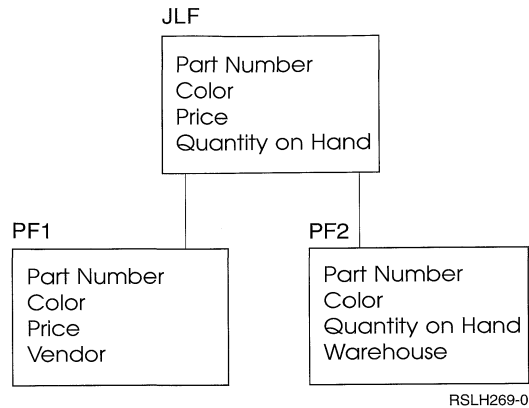 JLF
Part Number
Color
Price
Quantity on Hand
PF1
Part Number
Color
Price
Vendor
PF2
Part Number
Color
Quantity on Hand
Warehouse
RSLH269-0